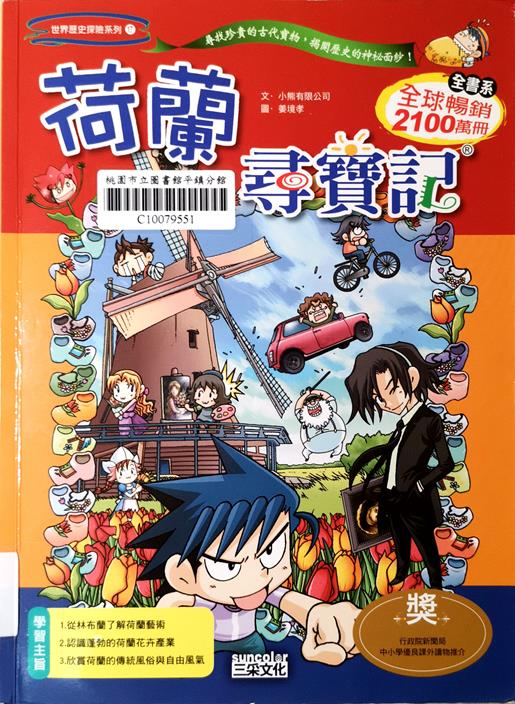 世界歷史探險系列
尋找珍貴的古代寶物，揭開歷史的神祕面紗！
荷蘭
尋寶記®
文．小熊有限公司
圖．姜境孝
全書系
全球暢銷
2100萬冊
桃園市立圖書館平鎮分館
C10079551
學習主旨
1.從林布蘭了解荷蘭藝術
2.認識蓬勃的荷蘭花卉產業
3.欣賞荷蘭的傳統風俗與自由風氣
suncolor
三采文化
獎
行政院新聞局
中小學優良課外讀物推介